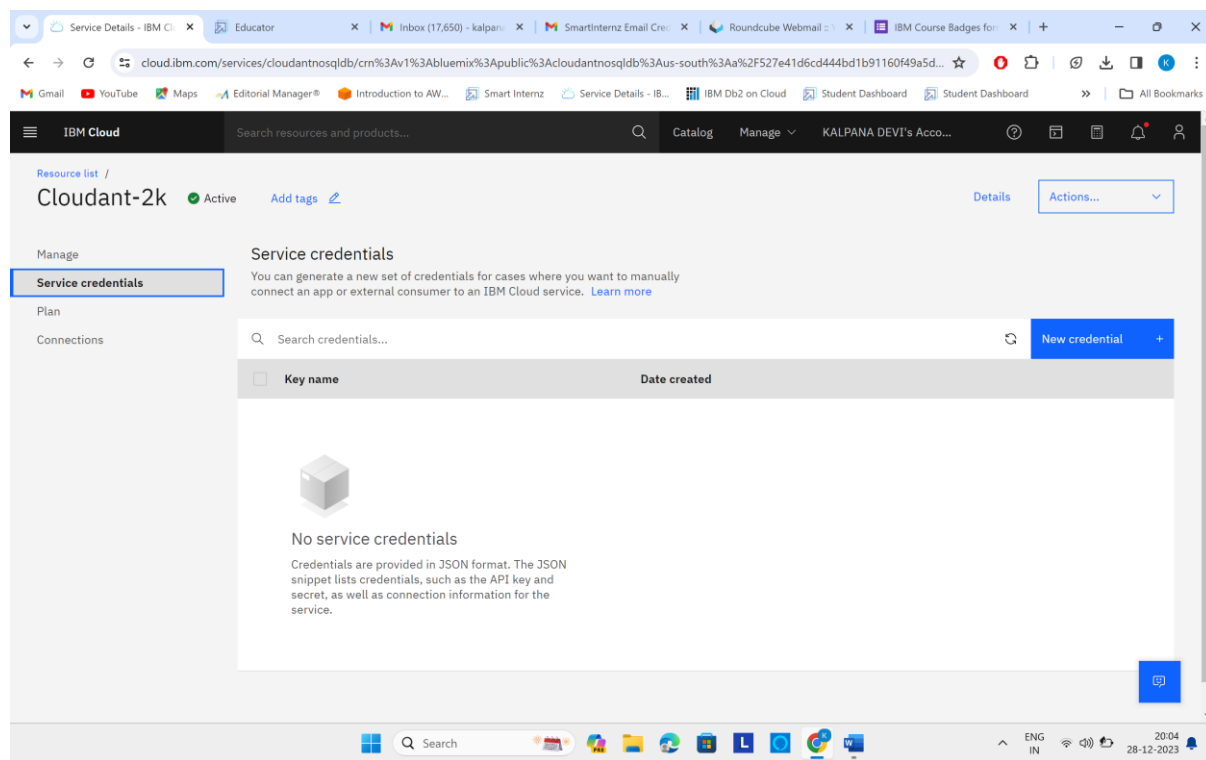 Service Details - IBM Clo
Educator
Inbox (17,650) - kalpana
SmartInternz Email Crec
Roundcube Webmail ::
IBM Course Badges for
cloud.ibm.com/services/cloudantnosqldb/crn%3Av1%3Abluemix%3Apublic%3Acloudantnosqldb%3Aus-south%3Aa%2F527e41d6cd444bd1b91160f49a5d...
K
Gmail
YouTube
Maps
Editorial Manager®
Introduction to AW...
Smart Internz
Service Details - IB...
IBM Db2 on Cloud
Student Dashboard
Student Dashboard
»
All Bookmarks
IBM Cloud
Search resources and products...
Catalog
Manage
KALPANA DEVI's Acco...
Resource list /
Cloudant-2k
Active
Add tags
Details
Actions...
Manage
Service credentials
Plan
Connections
Service credentials
You can generate a new set of credentials for cases where you want to manually
connect an app or external consumer to an IBM Cloud service. Learn more
Search credentials...
New credential +
Key name
Date created
No service credentials
Credentials are provided in JSON format. The JSON
snippet lists credentials, such as the API key and
secret, as well as connection information for the
service.
Search
L
ENG
IN
20:04
28-12-2023